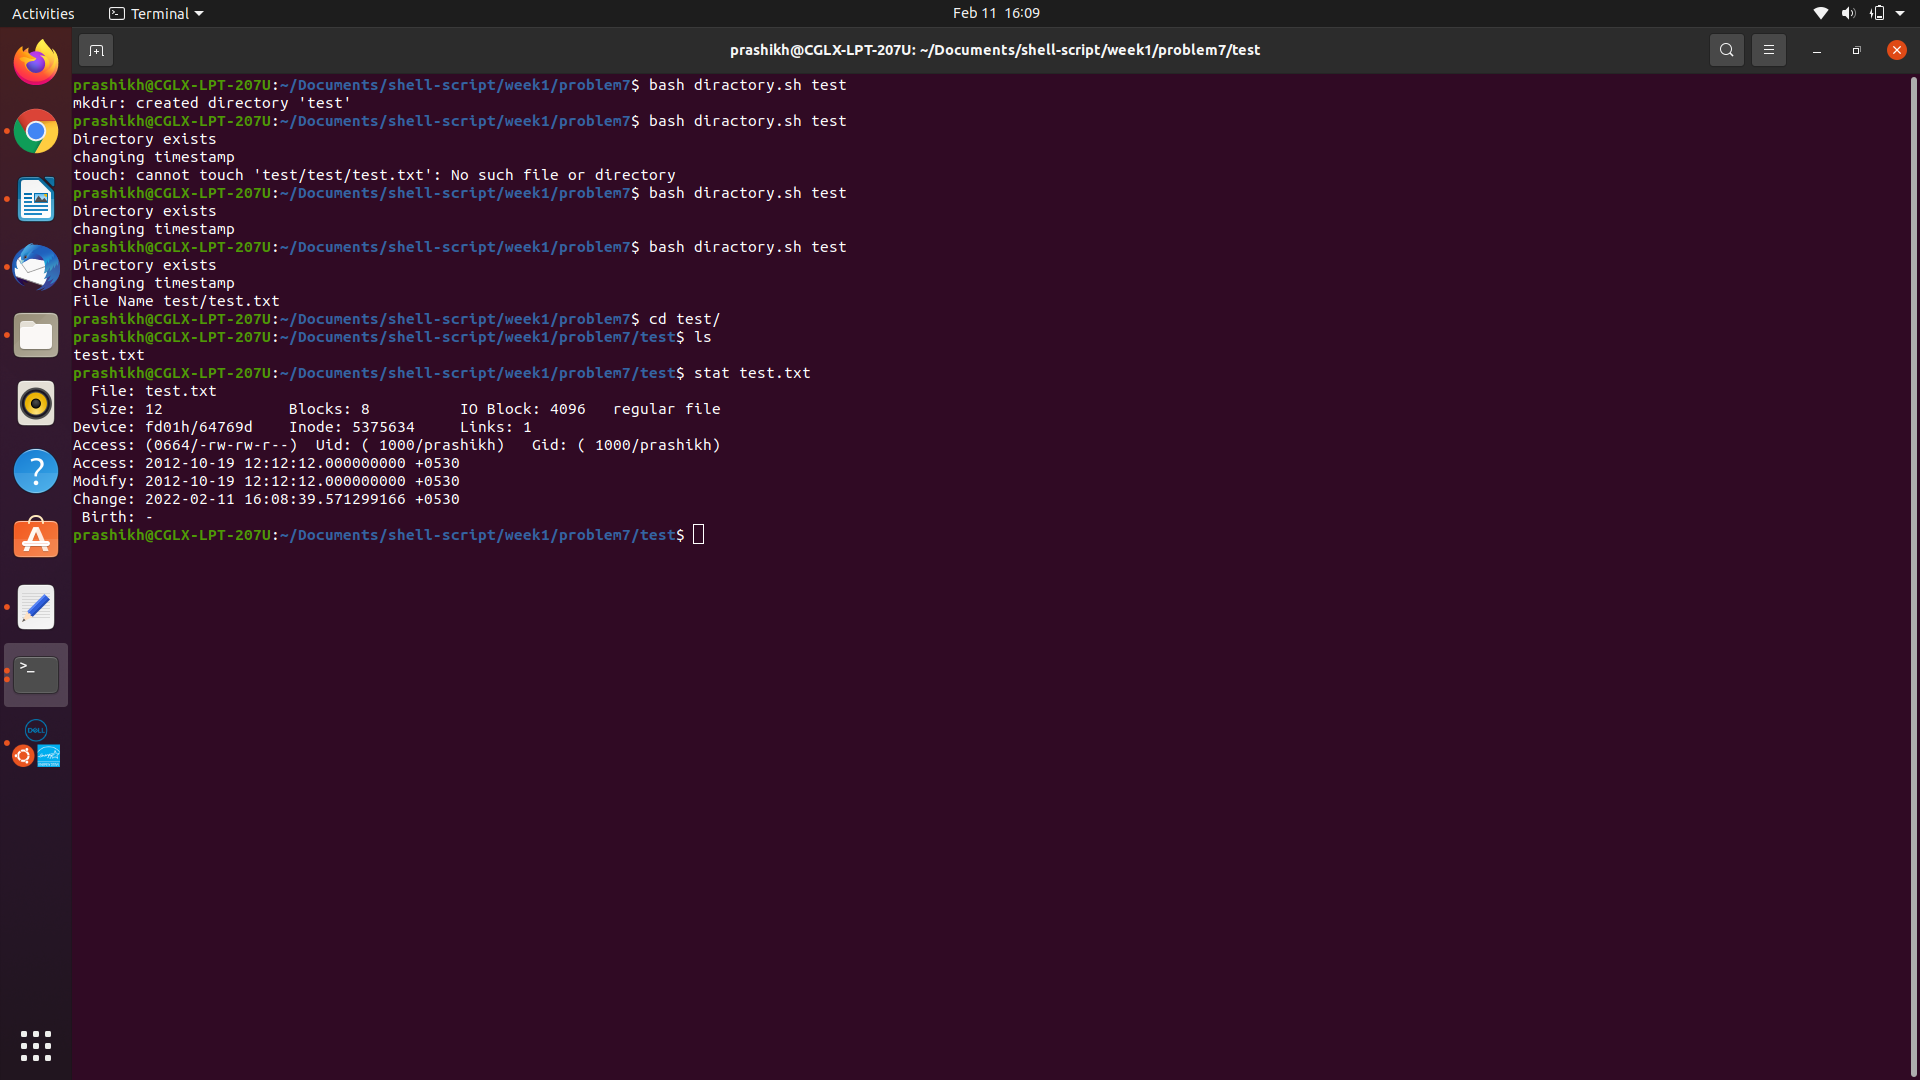 Activities Terminal Feb 11 16:09
prashikh@CGLX-LPT-207U: ~/Documents/shell-script/week1/problem7/test
prashikh@CGLX-LPT-207U:~/Documents/shell-script/week1/problem7$ bash diractory.sh test
mkdir: created directory 'test'
prashikh@CGLX-LPT-207U:~/Documents/shell-script/week1/problem7$ bash diractory.sh test
Directory exists
changing timestamp
touch: cannot touch 'test/test/test.txt': No such file or directory
prashikh@CGLX-LPT-207U:~/Documents/shell-script/week1/problem7$ bash diractory.sh test
Directory exists
changing timestamp
prashikh@CGLX-LPT-207U:~/Documents/shell-script/week1/problem7$ bash diractory.sh test
Directory exists
changing timestamp
File Name test/test.txt
prashikh@CGLX-LPT-207U:~/Documents/shell-script/week1/problem7$ cd test/
prashikh@CGLX-LPT-207U:~/Documents/shell-script/week1/problem7/test$ ls
test.txt
prashikh@CGLX-LPT-207U:~/Documents/shell-script/week1/problem7/test$ stat test.txt
  File: test.txt
  Size: 12              Blocks: 8          IO Block: 4096   regular file
Device: fd01h/64769d    Inode: 5375634     Links: 1
Access: (0664/-rw-rw-r--)  Uid: ( 1000/prashikh)   Gid: ( 1000/prashikh)
Access: 2012-10-19 12:12:12.000000000 +0530
Modify: 2012-10-19 12:12:12.000000000 +0530
Change: 2022-02-11 16:08:39.571299166 +0530
 Birth: -
prashikh@CGLX-LPT-207U:~/Documents/shell-script/week1/problem7/test$
DELL